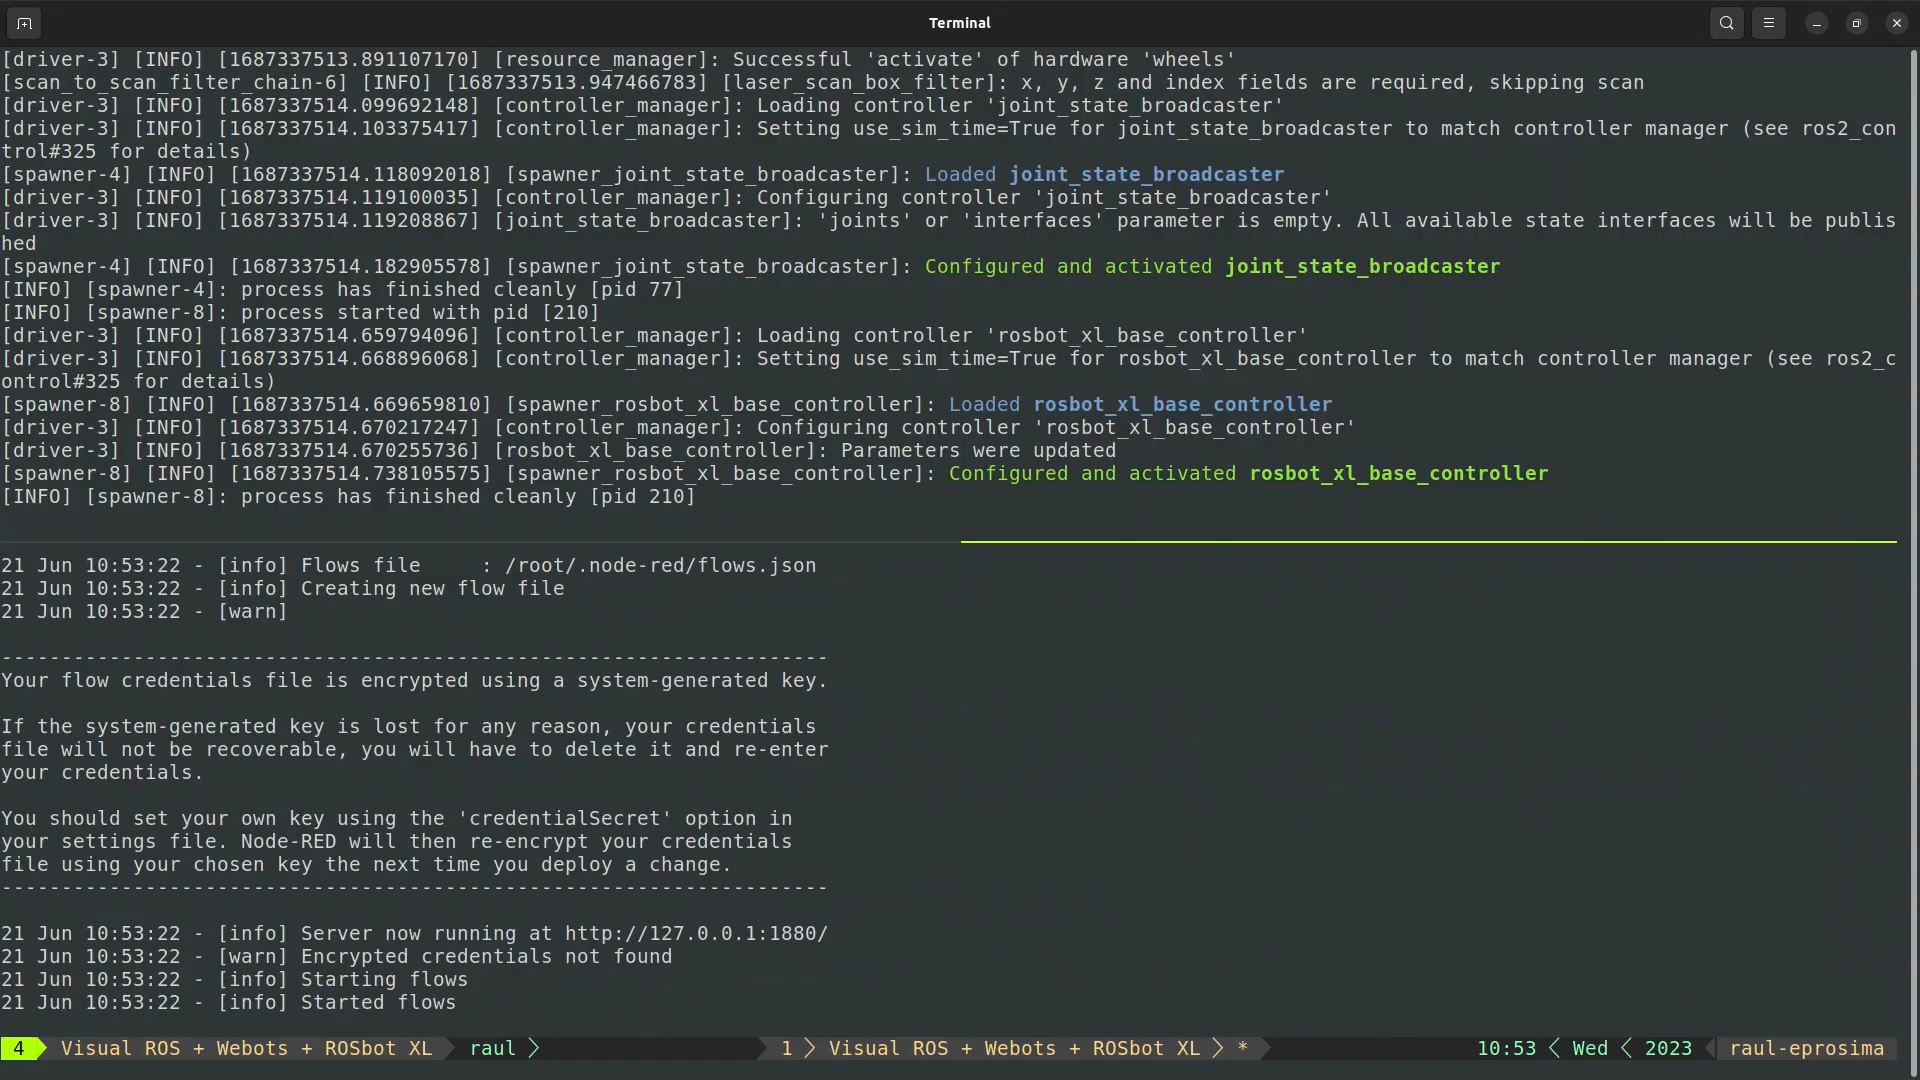 Terminal
[driver-3] [INFO] [1687337513.891107170] [resource_manager]: Successful 'activate' of hardware 'wheels'
[scan_to_scan_filter_chain-6] [INFO] [1687337513.947466783] [laser_scan_box_filter]: x, y, z and index fields are required, skipping scan
[driver-3] [INFO] [1687337514.099692148] [controller_manager]: Loading controller 'joint_state_broadcaster'
[driver-3] [INFO] [1687337514.103375417] [controller_manager]: Setting use_sim_time=True for joint_state_broadcaster to match controller manager (see ros2_con
trol#325 for details)
[spawner-4] [INFO] [1687337514.118092018] [spawner_joint_state_broadcaster]: Loaded joint_state_broadcaster
[driver-3] [INFO] [1687337514.119100035] [controller_manager]: Configuring controller 'joint_state_broadcaster'
[driver-3] [INFO] [1687337514.119208867] [joint_state_broadcaster]: 'joints' or 'interfaces' parameter is empty. All available state interfaces will be publis
hed
[spawner-4] [INFO] [1687337514.182905578] [spawner_joint_state_broadcaster]: Configured and activated joint_state_broadcaster
[INFO] [spawner-4]: process has finished cleanly [pid 77]
[INFO] [spawner-8]: process started with pid [210]
[driver-3] [INFO] [1687337514.659794096] [controller_manager]: Loading controller 'rosbot_xl_base_controller'
[driver-3] [INFO] [1687337514.668896068] [controller_manager]: Setting use_sim_time=True for rosbot_xl_base_controller to match controller manager (see ros2_c
ontrol#325 for details)
[spawner-8] [INFO] [1687337514.669659810] [spawner_rosbot_xl_base_controller]: Loaded rosbot_xl_base_controller
[driver-3] [INFO] [1687337514.670217247] [controller_manager]: Configuring controller 'rosbot_xl_base_controller'
[driver-3] [INFO] [1687337514.670255736] [rosbot_xl_base_controller]: Parameters were updated
[spawner-8] [INFO] [1687337514.738105575] [spawner_rosbot_xl_base_controller]: Configured and activated rosbot_xl_base_controller
[INFO] [spawner-8]: process has finished cleanly [pid 210]
21 Jun 10:53:22 - [info] Flows file     : /root/.node-red/flows.json
21 Jun 10:53:22 - [info] Creating new flow file
21 Jun 10:53:22 - [warn]
---------------------------------------------------------------------
Your flow credentials file is encrypted using a system-generated key.
If the system-generated key is lost for any reason, your credentials
file will not be recoverable, you will have to delete it and re-enter
your credentials.
You should set your own key using the 'credentialSecret' option in
your settings file. Node-RED will then re-encrypt your credentials
file using your chosen key the next time you deploy a change.
---------------------------------------------------------------------
21 Jun 10:53:22 - [info] Server now running at http://127.0.0.1:1880/
21 Jun 10:53:22 - [warn] Encrypted credentials not found
21 Jun 10:53:22 - [info] Starting flows
21 Jun 10:53:22 - [info] Started flows
4 Visual ROS + Webots + ROSbot XL raul 1 Visual ROS + Webots + ROSbot XL * 10:53 Wed 2023 raul-eprosima